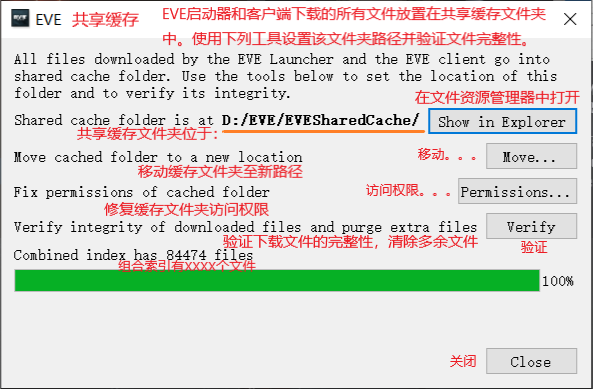 EVE 共享缓存
EVE启动器和客户端下载的所有文件放置在共享缓存文件夹
中。使用下列工具设置该文件夹路径并验证文件完整性。
All files downloaded by the EVE Launcher and the EVE client go into
shared cache folder. Use the tools below to set the location of this
folder and to verify its integrity.
在文件资源管理器中打开
Shared cache folder is at D:/EVE/EVESharedCache/ Show in Explorer
共享缓存文件夹位于：
Move cached folder to a new location 移动。。。 Move...
移动缓存文件夹至新路径
Fix permissions of cached folder 访问权限。。。 Permissions...
修复缓存文件夹访问权限
Verify integrity of downloaded files and purge extra files Verify
验证下载文件的完整性，清除多余文件 验证
Combined index has 84474 files
组合索引有XXXX个文件
100%
关闭 Close